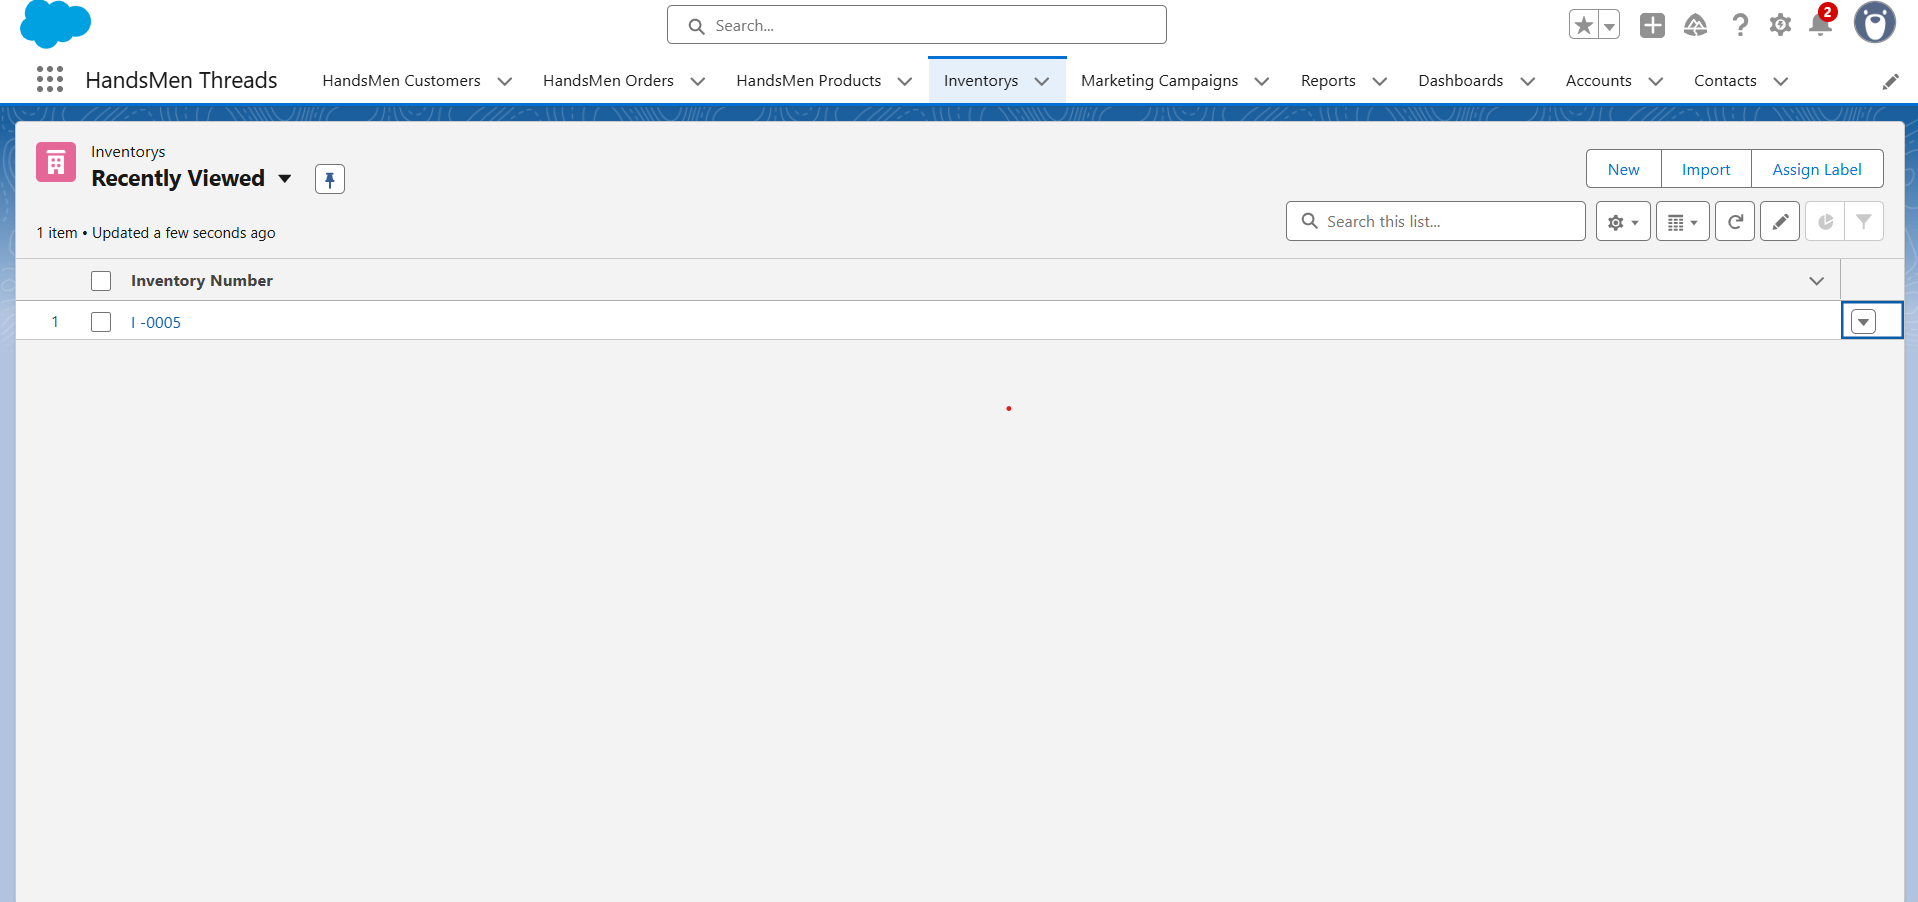 Search...
2
HandsMen Threads
HandsMen Customers
HandsMen Orders
HandsMen Products
Inventorys
Marketing Campaigns
Reports
Dashboards
Accounts
Contacts
Inventorys
Recently Viewed
New
Import
Assign Label
1 item • Updated a few seconds ago
Search this list...
Inventory Number
1
I -0005